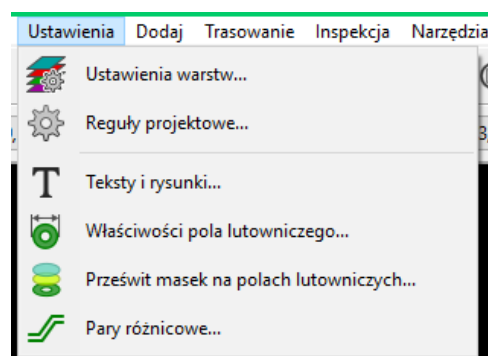 Ustawienia Dodaj Trasowanie Inspekcja Narzędzia
Ustawienia warstw...
Reguły projektowe...
Teksty i rysunki...
Właściwości pola lutowniczego...
Prześwit masek na polach lutowniczych...
Pary różnicowe...